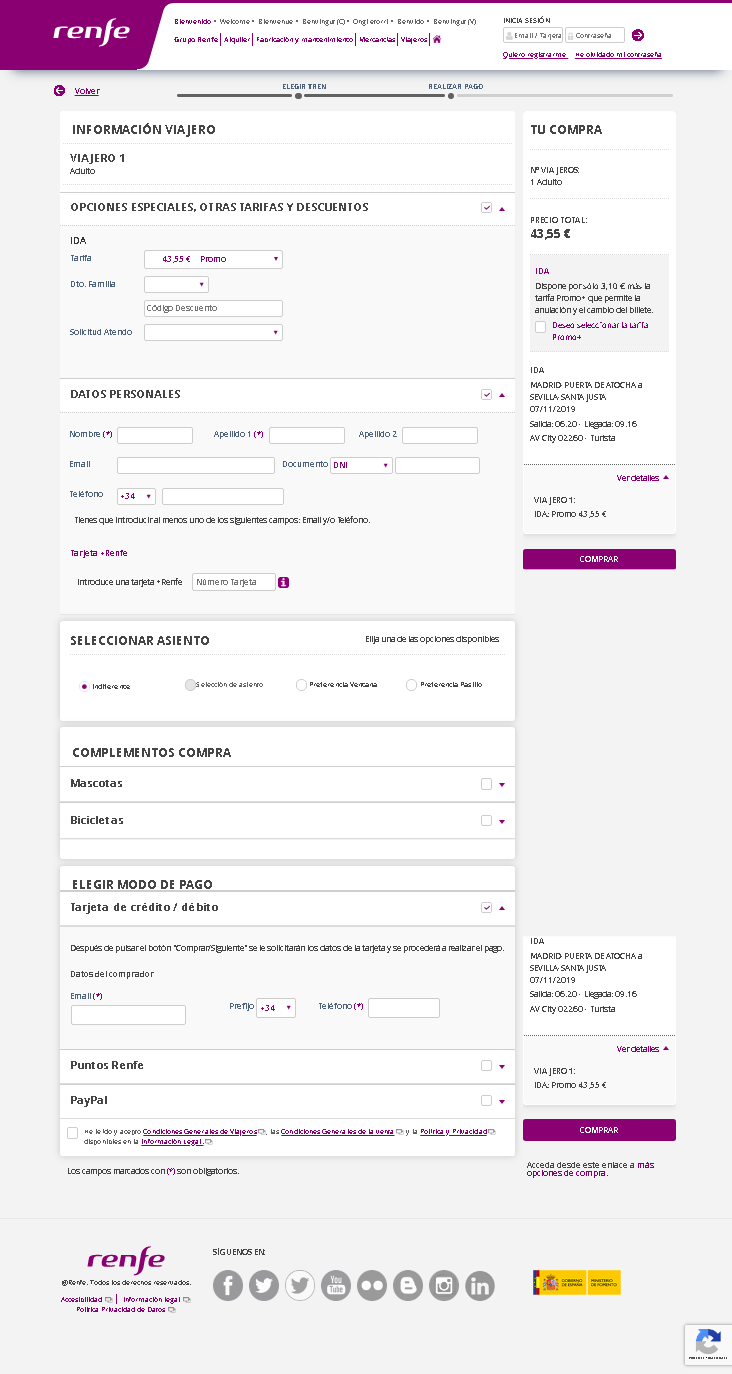 renfe
Bienvenido • Welcome • Bienvenue • Benvingut(C) • Ongi etorri • Benvido • Benvingut(V)
Grupo Renfe | Alquiler | Fabricación y mantenimiento | Mercancías | Viajeros |
INICIA SESIÓN
Email / Tarjeta
Contraseña
Quiero registrarme
He olvidado mi contraseña
Volver
ELEGIR TREN
REALIZAR PAGO
INFORMACIÓN VIAJERO
VIAJERO 1
Adulto
OPCIONES ESPECIALES, OTRAS TARIFAS Y DESCUENTOS
IDA
Tarifa
43,55 € Promo
Dto. Familia
Código Descuento
Solicitud Atendo
DATOS PERSONALES
Nombre (*)
Apellido 1 (*)
Apellido 2
Email
Documento
DNI
Teléfono
+34
Tienes que introducir al menos uno de los siguientes campos: Email y/o Teléfono.
Tarjeta +Renfe
Introduce una tarjeta +Renfe
Número Tarjeta
SELECCIONAR ASIENTO
Elija una de las opciones disponibles
Indiferente
Selección de asiento
Preferencia Ventana
Preferencia Pasillo
COMPLEMENTOS COMPRA
Mascotas
Bicicletas
ELEGIR MODO DE PAGO
Tarjeta de crédito / débito
Después de pulsar el botón "Comprar/Siguiente" se le solicitarán los datos de la tarjeta y se procederá a realizar el pago.
Datos del comprador
Email (*)
Prefijo
+34
Teléfono (*)
Puntos Renfe
PayPal
He leído y acepto Condiciones Generales de Viajeros, las Condiciones Generales de la venta y la Política y Privacidad
disponibles en la Información Legal.
Los campos marcados con (*) son obligatorios.
TU COMPRA
Nº VIAJEROS:
1 Adulto
PRECIO TOTAL:
43,55 €
IDA
Dispone por sólo 3,10 € más la
tarifa Promo+ que permite la
anulación y el cambio del billete.
Deseo seleccionar la tarifa
Promo+
IDA
MADRID-PUERTA DE ATOCHA a
SEVILLA-SANTA JUSTA
07/11/2019
Salida: 06.20 - Llegada: 09.16
AV City 02260 - Turista
Ver detalles
VIAJERO 1:
IDA: Promo 43,55 €
COMPRAR
IDA
MADRID-PUERTA DE ATOCHA a
SEVILLA-SANTA JUSTA
07/11/2019
Salida: 06.20 - Llegada: 09.16
AV City 02260 - Turista
Ver detalles
VIAJERO 1:
IDA: Promo 43,55 €
COMPRAR
Acceda desde este enlace a más
opciones de compra.
renfe
@Renfe. Todos los derechos reservados.
Accesibilidad | Información legal
Política Privacidad de Datos
SÍGUENOS EN:
You
Tube
GOBIERNO
DE ESPAÑA
MINISTERIO
DE FOMENTO